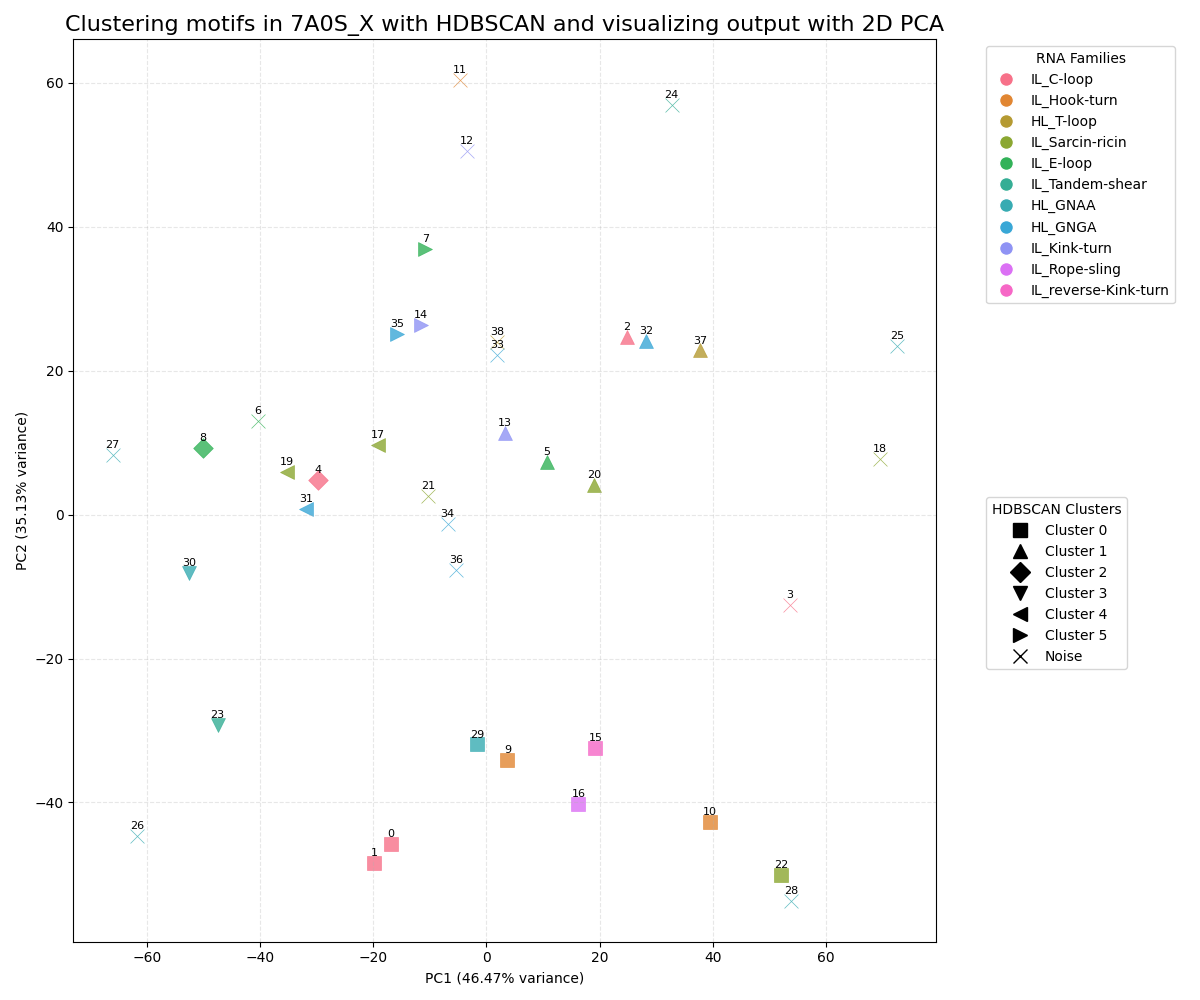 Clustering motifs in 7A0S_X with HDBSCAN and visualizing output with 2D PCA
RNA Families
IL_C-loop
IL_Hook-turn
HL_T-loop
IL_Sarcin-ricin
IL_E-loop
IL_Tandem-shear
HL_GNAA
HL_GNGA
IL_Kink-turn
IL_Rope-sling
IL_reverse-Kink-turn
HDBSCAN Clusters
Cluster 0
Cluster 1
Cluster 2
Cluster 3
Cluster 4
Cluster 5
Noise
PC2 (35.13% variance)
60
40
20
0
−20
−40
11
24
12
7
35
14
38
33
2
32
37
25
6
27
8
17
13
18
19
4
5
20
31
21
34
36
30
3
23
29
9
15
16
10
26
0
1
22
28
−60
−40
−20
0
20
40
60
PC1 (46.47% variance)